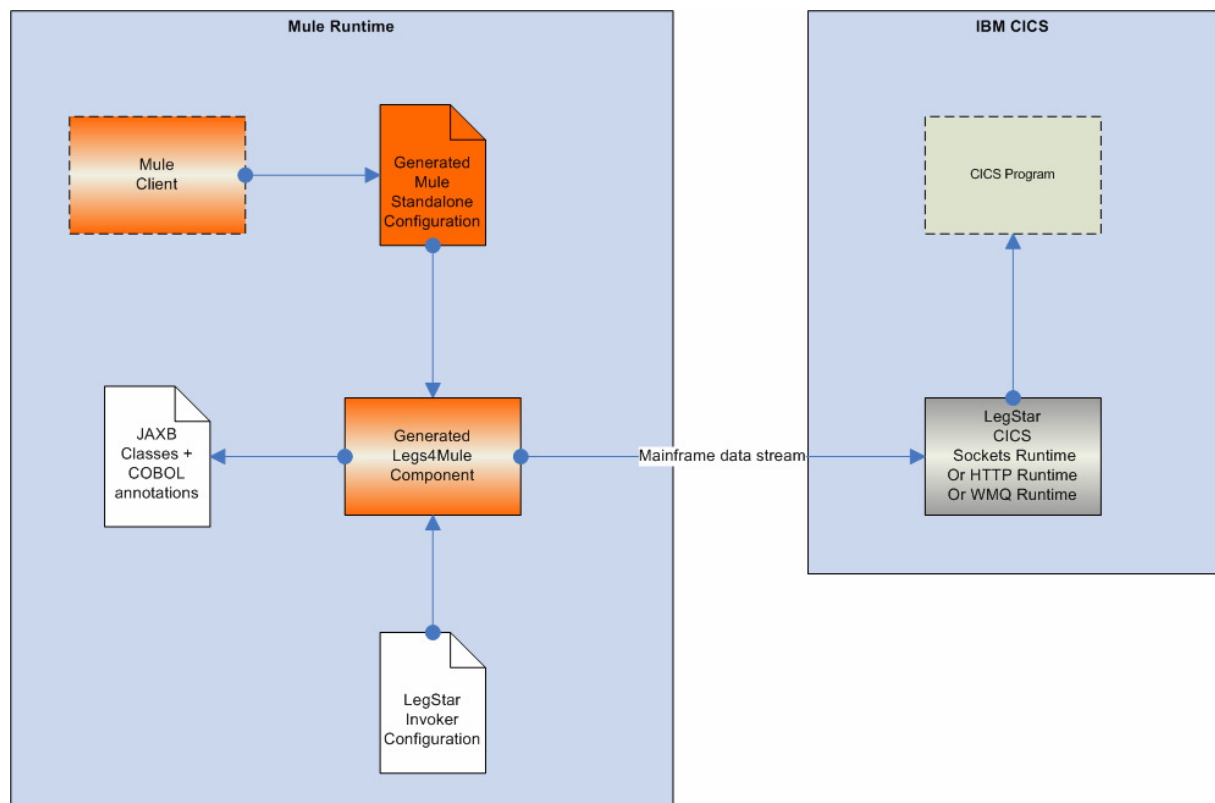 Mule Runtime
IBM CICS
Mule
Client
Generated
Mule
Standalone
Configuration
CICS Program
JAXB
Classes +
COBOL
annotations
Generated
Legs4Mule
Component
Mainframe data stream
LegStar
CICS
Sockets Runtime
Or HTTP Runtime
Or WMQ Runtime
LegStar
Invoker
Configuration